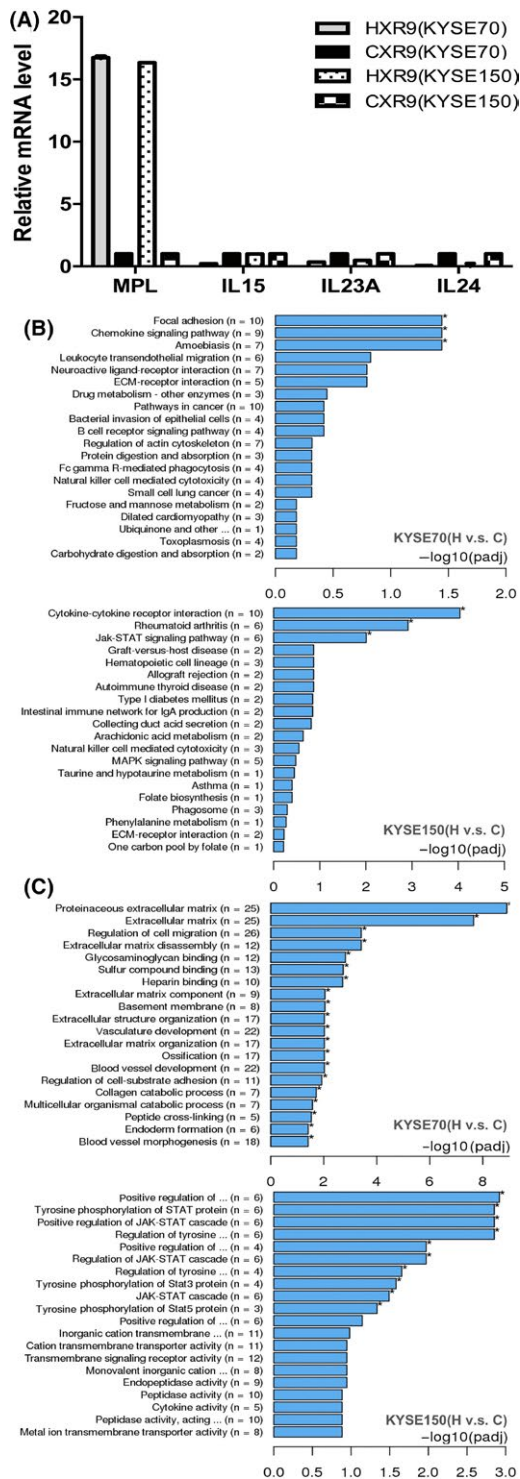 (A)
Relative mRNA level
20
15
10
5
0
HXR9(KYSE70)
CXR9(KYSE70)
HXR9(KYSE150)
CXR9(KYSE150)
MPL IL15 IL23A IL24
(B)
Focal adhesion (n = 10)
Chemokine signaling pathway (n = 9)
Amoebiasis (n = 7)
Leukocyte transendothelial migration (n = 6)
Neuroactive ligand-receptor interaction (n = 7)
ECM-receptor interaction (n = 5)
Drug metabolism - other enzymes (n = 3)
Pathways in cancer (n = 10)
Bacterial invasion of epithelial cells (n = 4)
B cell receptor signaling pathway (n = 4)
Regulation of actin cytoskeleton (n = 7)
Protein digestion and absorption (n = 3)
Fc gamma R-mediated phagocytosis (n = 4)
Natural killer cell mediated cytotoxicity (n = 4)
Small cell lung cancer (n = 4)
Fructose and mannose metabolism (n = 2)
Dilated cardiomyopathy (n = 3)
Ubiquinone and other ... (n = 1)
Toxoplasmosis (n = 4)
Carbohydrate digestion and absorption (n = 2)
* * *
KYSE70(H v.s. C)
−log10(padj)
0.0 0.5 1.0 1.5 2.0
Cytokine-cytokine receptor interaction (n = 10)
Rheumatoid arthritis (n = 6)
Jak-STAT signaling pathway (n = 6)
Graft-versus-host disease (n = 2)
Hematopoietic cell lineage (n = 3)
Allograft rejection (n = 2)
Autoimmune thyroid disease (n = 2)
Type I diabetes mellitus (n = 2)
Intestinal immune network for IgA production (n = 2)
Collecting duct acid secretion (n = 2)
Arachidonic acid metabolism (n = 2)
Natural killer cell mediated cytotoxicity (n = 3)
MAPK signaling pathway (n = 5)
Taurine and hypotaurine metabolism (n = 1)
Asthma (n = 1)
Folate biosynthesis (n = 1)
Phagosome (n = 3)
Phenylalanine metabolism (n = 1)
ECM-receptor interaction (n = 2)
One carbon pool by folate (n = 1)
* * *
KYSE150(H v.s. C)
−log10(padj)
0 1 2 3 4 5
(C)
Proteinaceous extracellular matrix (n = 25)
Extracellular matrix (n = 25)
Regulation of cell migration (n = 26)
Extracellular matrix disassembly (n = 12)
Glycosaminoglycan binding (n = 12)
Sulfur compound binding (n = 13)
Heparin binding (n = 10)
Extracellular matrix component (n = 9)
Basement membrane (n = 8)
Extracellular structure organization (n = 17)
Vasculature development (n = 22)
Extracellular matrix organization (n = 17)
Ossification (n = 17)
Blood vessel development (n = 22)
Regulation of cell-substrate adhesion (n = 11)
Collagen catabolic process (n = 7)
Multicellular organismal catabolic process (n = 7)
Peptide cross-linking (n = 5)
Endoderm formation (n = 6)
Blood vessel morphogenesis (n = 18)
* * * * * * * * * * * * * * * * * * * *
KYSE70(H v.s. C)
−log10(padj)
0 2 4 6 8
Positive regulation of ... (n = 6)
Tyrosine phosphorylation of STAT protein (n = 6)
Positive regulation of JAK-STAT cascade (n = 6)
Regulation of tyrosine ... (n = 6)
Positive regulation of ... (n = 4)
Regulation of JAK-STAT cascade (n = 6)
Regulation of tyrosine ... (n = 4)
Tyrosine phosphorylation of Stat3 protein (n = 4)
JAK-STAT cascade (n = 6)
Tyrosine phosphorylation of Stat5 protein (n = 3)
Positive regulation of ... (n = 6)
Inorganic cation transmembrane ... (n = 11)
Cation transmembrane transporter activity (n = 11)
Transmembrane signaling receptor activity (n = 12)
Monovalent inorganic cation ... (n = 8)
Endopeptidase activity (n = 9)
Peptidase activity (n = 10)
Cytokine activity (n = 5)
Peptidase activity, acting ... (n = 10)
Metal ion transmembrane transporter activity (n = 8)
* * * * * * * * * *
KYSE150(H v.s. C)
−log10(padj)
0.0 0.5 1.0 1.5 2.0 2.5 3.0